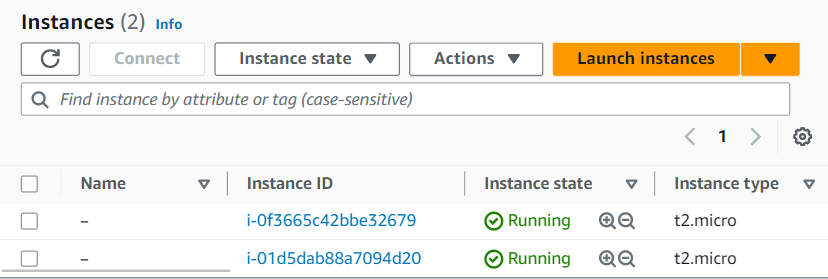 Instances (2) Info
Connect Instance state Actions Launch instances
Find instance by attribute or tag (case-sensitive)
1
Name Instance ID Instance state Instance type
– i-0f3665c42bbe32679 Running t2.micro
– i-01d5dab88a7094d20 Running t2.micro